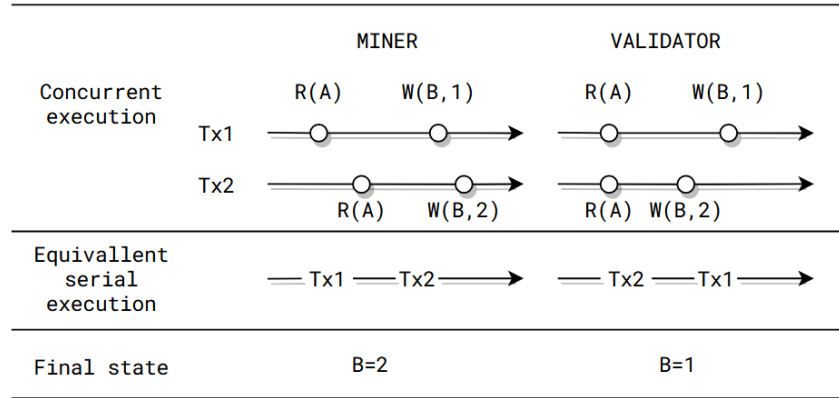 MINER VALIDATOR
Concurrent execution
R(A) W(B,1) R(A) W(B,1)
Tx1
Tx2
R(A) W(B,2) R(A) W(B,2)
Equivallent serial execution
Tx1 Tx2 Tx2 Tx1
Final state B=2 B=1